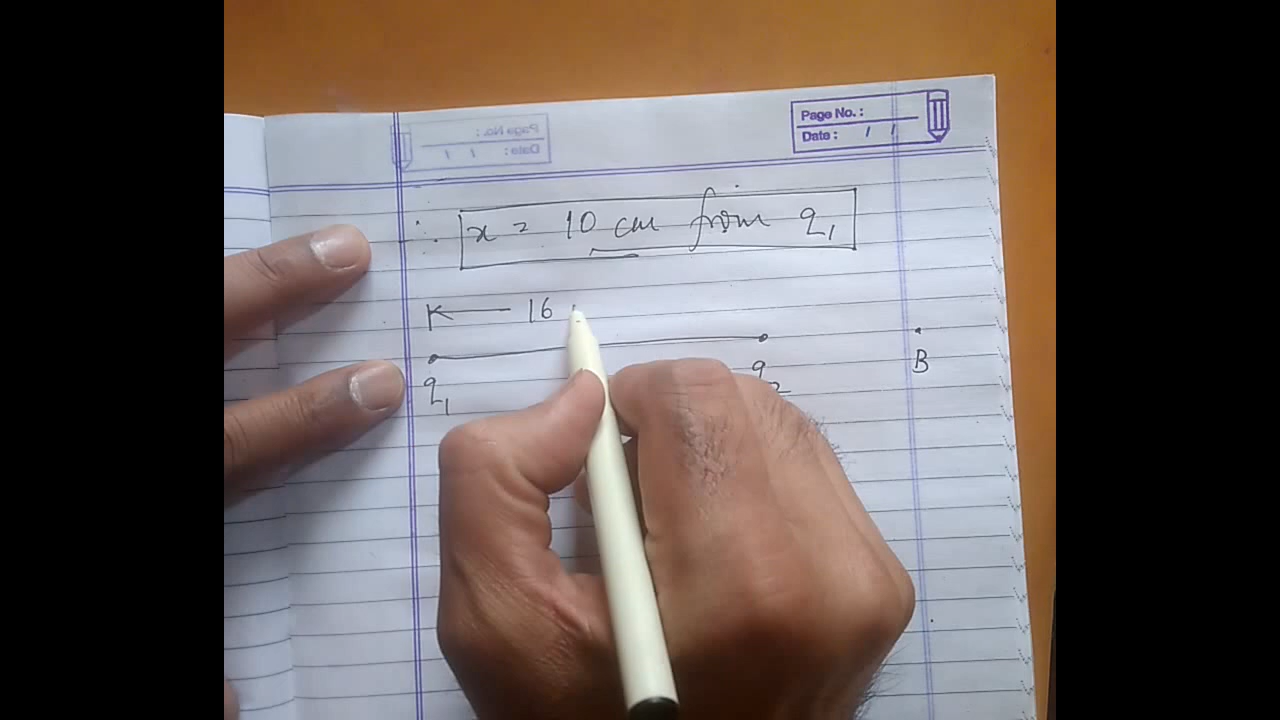 Page No. :
Date : / /
∴ x = 10 cm from q1
16
q1 q2 B